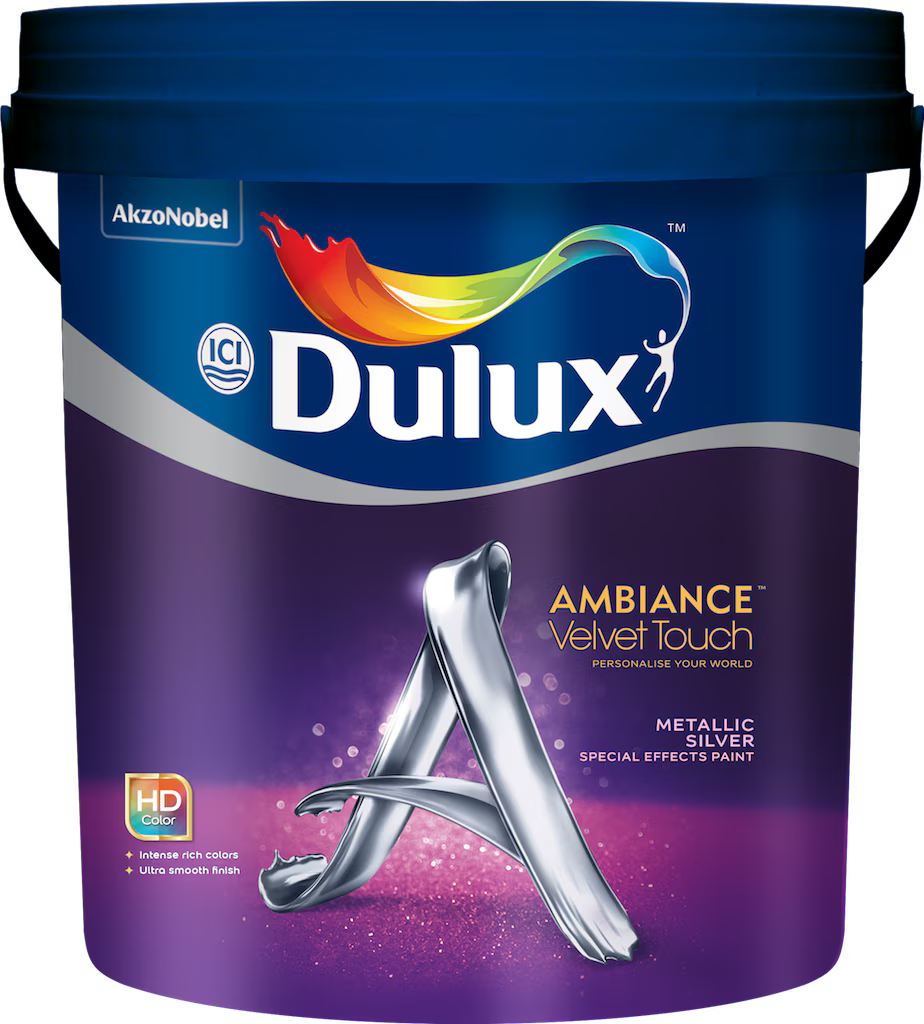 AkzoNobel
TM
ICI
Dulux
AMBIANCE™
Velvet Touch
PERSONALISE YOUR WORLD
METALLIC
SILVER
SPECIAL EFFECTS PAINT
HD
Color
Intense rich colors
Ultra smooth finish